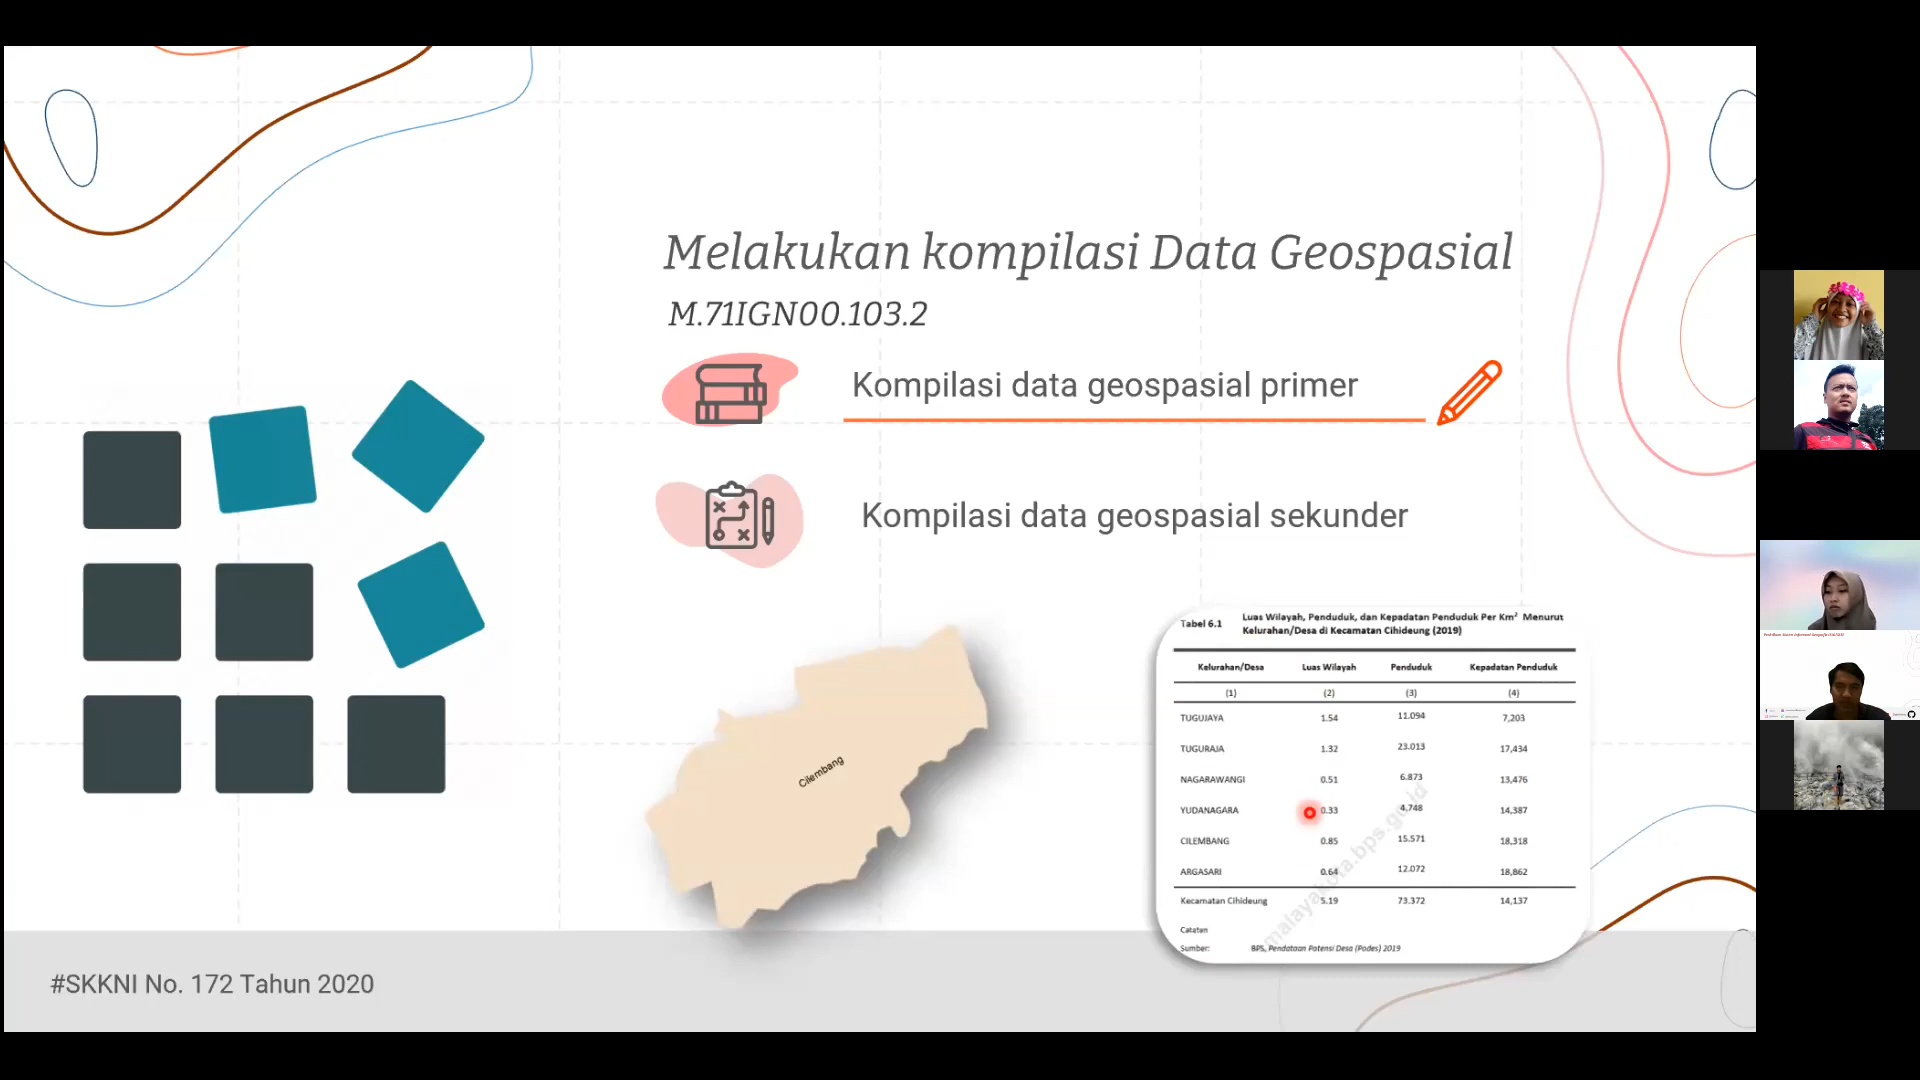 Melakukan kompilasi Data Geospasial
M.71IGN00.103.2
Kompilasi data geospasial primer
Kompilasi data geospasial sekunder
Cilembang
Tabel 6.1 Luas Wilayah, Penduduk, dan Kepadatan Penduduk Per Km² Menurut
Kelurahan/Desa di Kecamatan Cihideung (2019)
Kelurahan/Desa Luas Wilayah Penduduk Kepadatan Penduduk
(1) (2) (3) (4)
TUGUJAYA 1.54 11.094 7,203
TUGURAJA 1.32 23.013 17,434
NAGARAWANGI 0.51 6.873 13,476
YUDANAGARA 0.33 4.748 14,387
CILEMBANG 0.85 15.571 18,318
ARGASARI 0.64 12.072 18,862
Kecamatan Cihideung 5.19 73.372 14,137
Catatan
Sumber: BPS, Pendataan Potensi Desa (Podes) 2019
malayakota.bps.go.id
#SKKNI No. 172 Tahun 2020